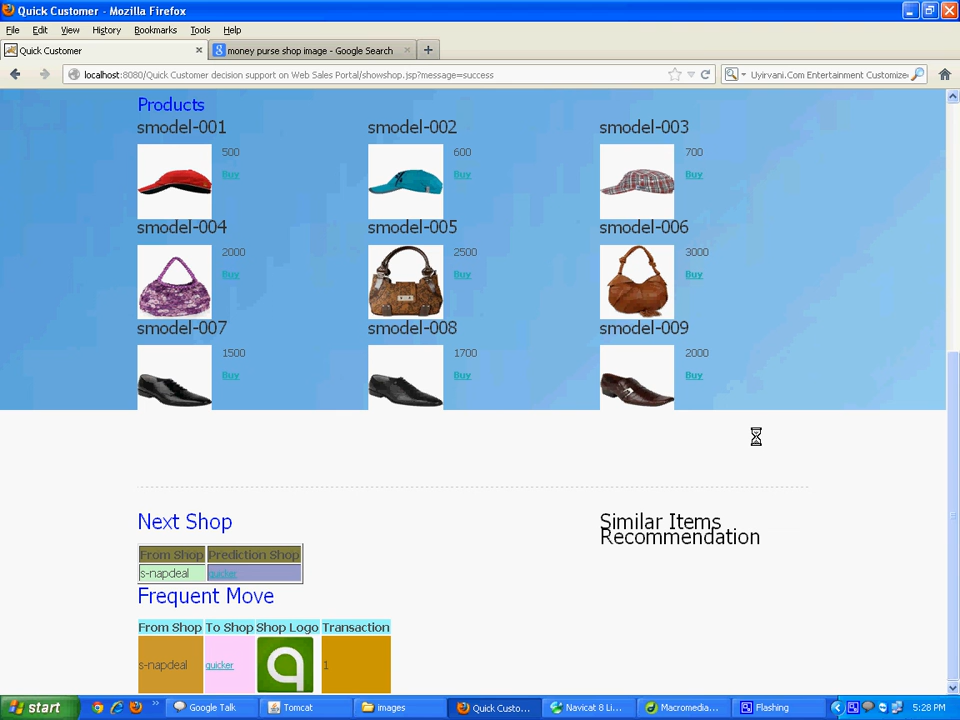 Quick Customer - Mozilla Firefox
File Edit View History Bookmarks Tools Help
Quick Customer
money purse shop image - Google Search
localhost:8080/Quick Customer decision support on Web Sales Portal/showshop.jsp?message=success
Uyirvani.Com Entertainment Customize
Products
smodel-001 smodel-002 smodel-003
500 600 700
Buy Buy Buy
smodel-004 smodel-005 smodel-006
2000 2500 3000
Buy Buy Buy
smodel-007 smodel-008 smodel-009
1500 1700 2000
Buy Buy Buy
Next Shop
Similar Items
Recommendation
From Shop Prediction Shop
s-napdeal quicker
Frequent Move
From Shop To Shop Shop Logo Transaction
s-napdeal quicker 1
start
Google Talk
Tomcat
images
Quick Custo...
Navicat 8 Li...
Macromedia...
Flashing
5:28 PM